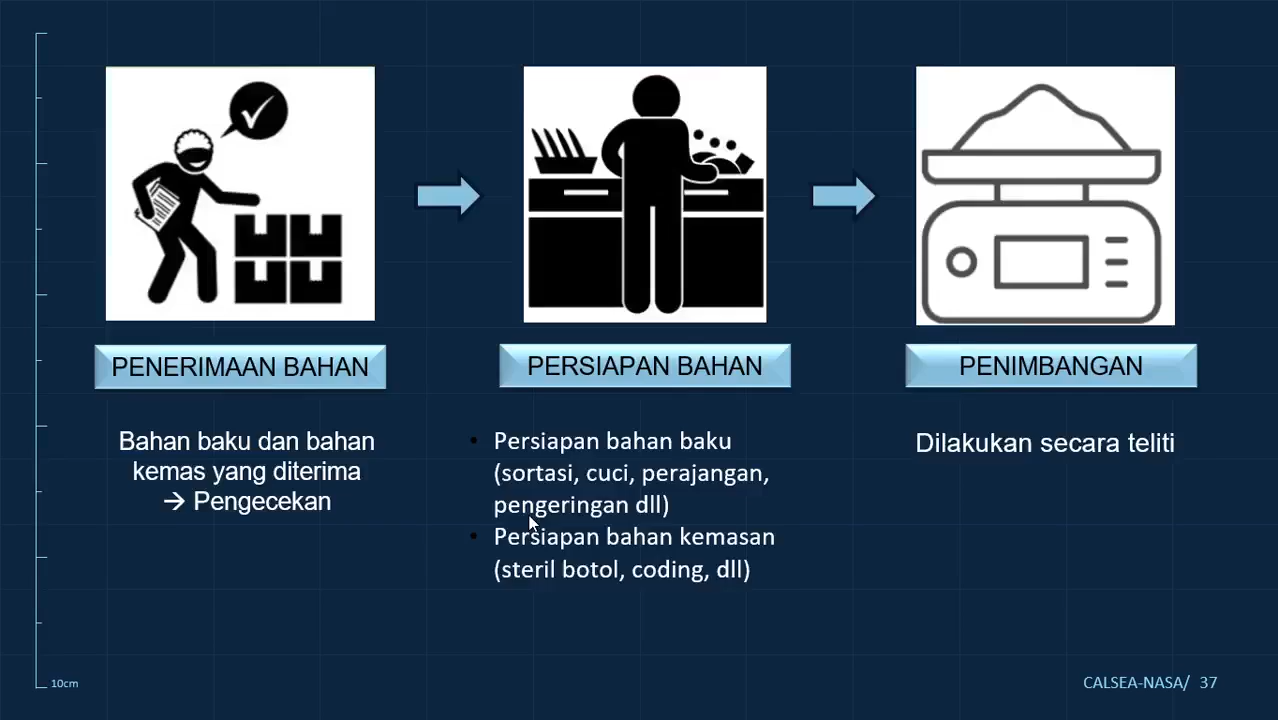 PENERIMAAN BAHAN
Bahan baku dan bahan
kemas yang diterima
→ Pengecekan
PERSIAPAN BAHAN
• Persiapan bahan baku
(sortasi, cuci, perajangan,
pengeringan dll)
• Persiapan bahan kemasan
(steril botol, coding, dll)
PENIMBANGAN
Dilakukan secara teliti
10cm
CALSEA-NASA/ 37